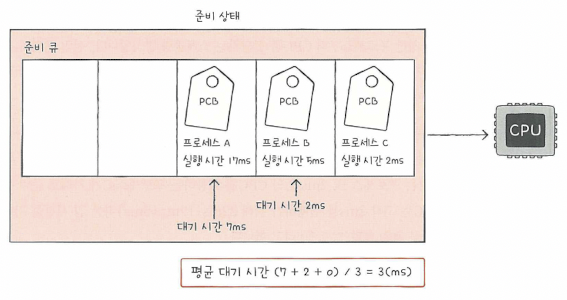 준비 상태
준비 큐
PCB
PCB
PCB
CPU
프로세스 A
실행 시간 17ms
프로세스 B
실행 시간 5ms
프로세스 C
실행 시간 2ms
대기 시간 2ms
대기 시간 7ms
평균 대기 시간 (7 + 2 + 0) / 3 = 3(ms)